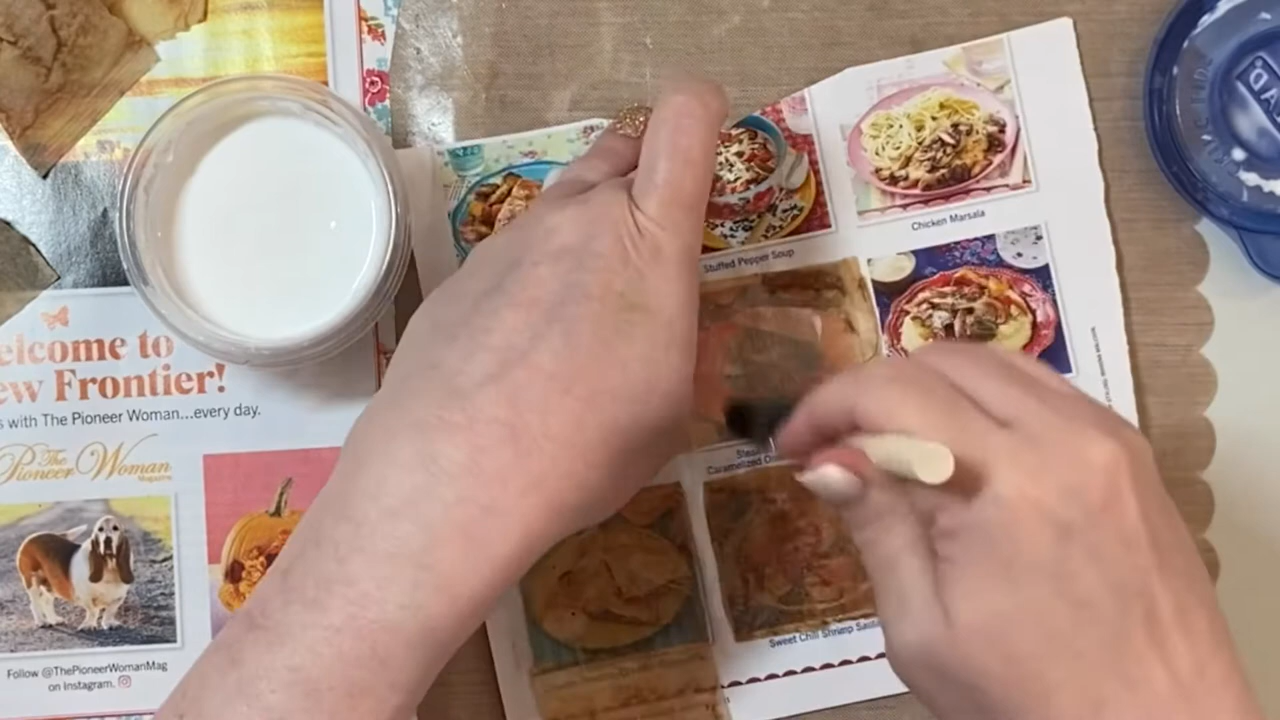 elcome to
ew Frontier!
s with The Pioneer Woman...every day.
The
Pioneer Woman
Magazine
Follow @ThePioneerWomanMag
on Instagram.
Stuffed Pepper Soup
Chicken Marsala
Caramelized
Sweet Chili Shrimp